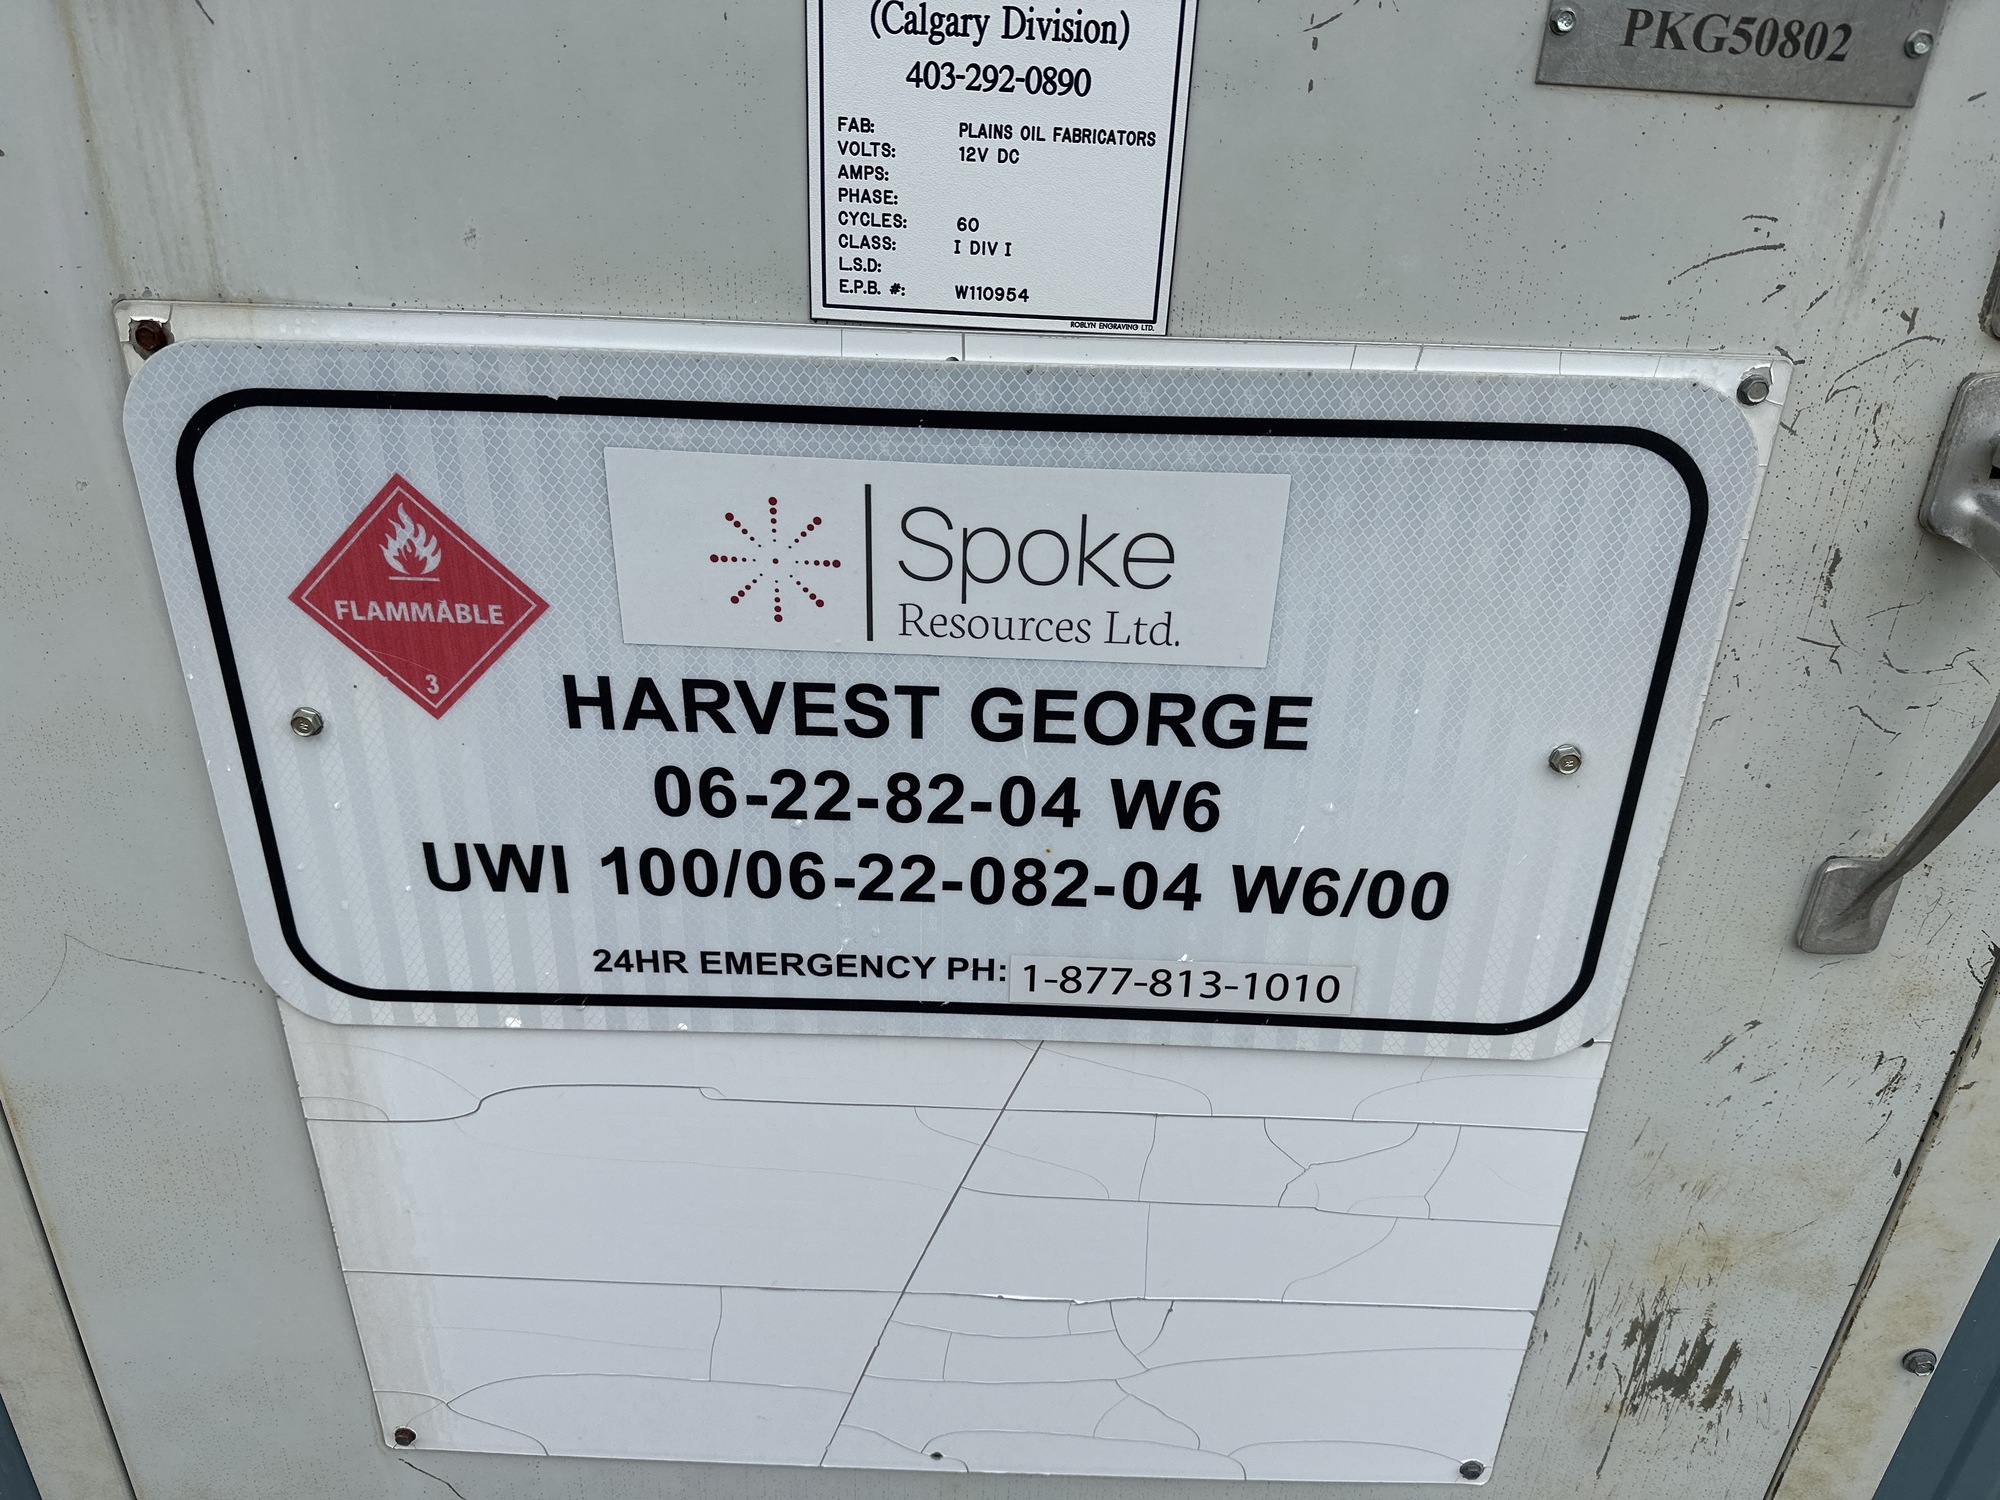 (Calgary Division)
403-292-0890
PKG50802
FAB: PLAINS OIL FABRICATORS
VOLTS: 12V DC
AMPS:
PHASE:
CYCLES: 60
CLASS: I DIV I
L.S.D:
E.P.B. #: W110954
ROBLYN ENGRAVING LTD.
Spoke
Resources Ltd.
FLAMMABLE
3
HARVEST GEORGE
06-22-82-04 W6
UWI 100/06-22-082-04 W6/00
24HR EMERGENCY PH: 1-877-813-1010